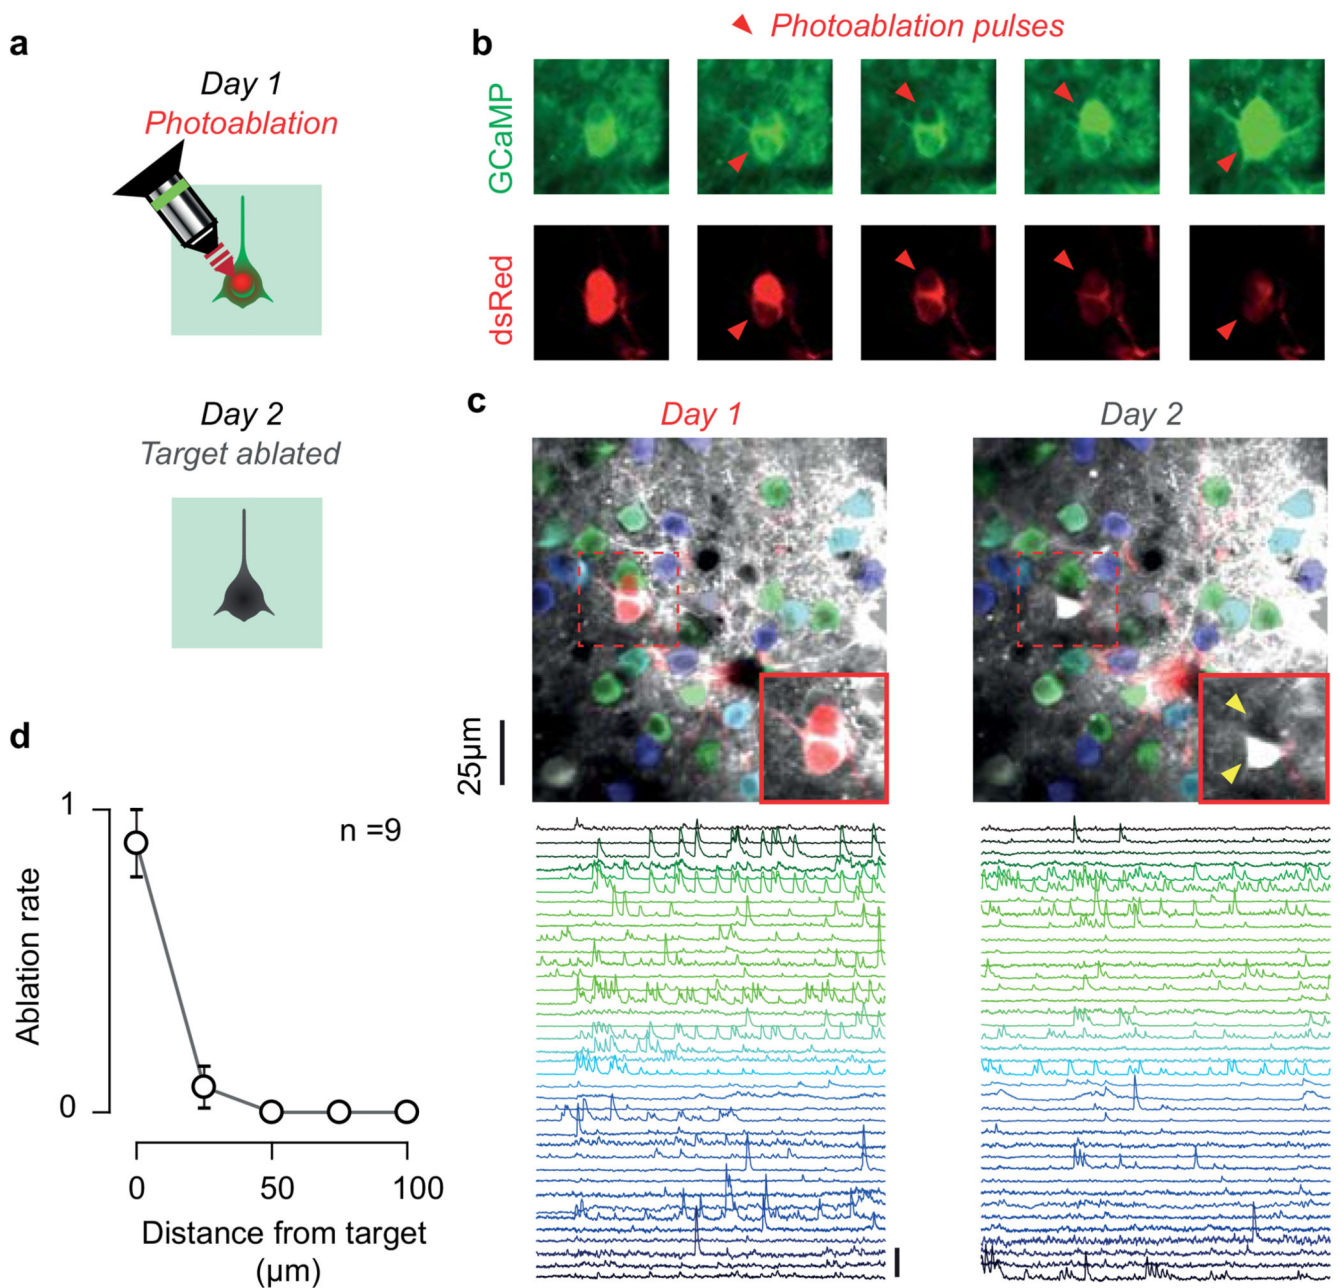 a
Day 1
Photoablation
Day 2
Target ablated
b
Photoablation pulses
GCaMP
dsRed
c
Day 1
Day 2
25µm
d
n =9
1
0
Ablation rate
0
50
100
Distance from target
(µm)